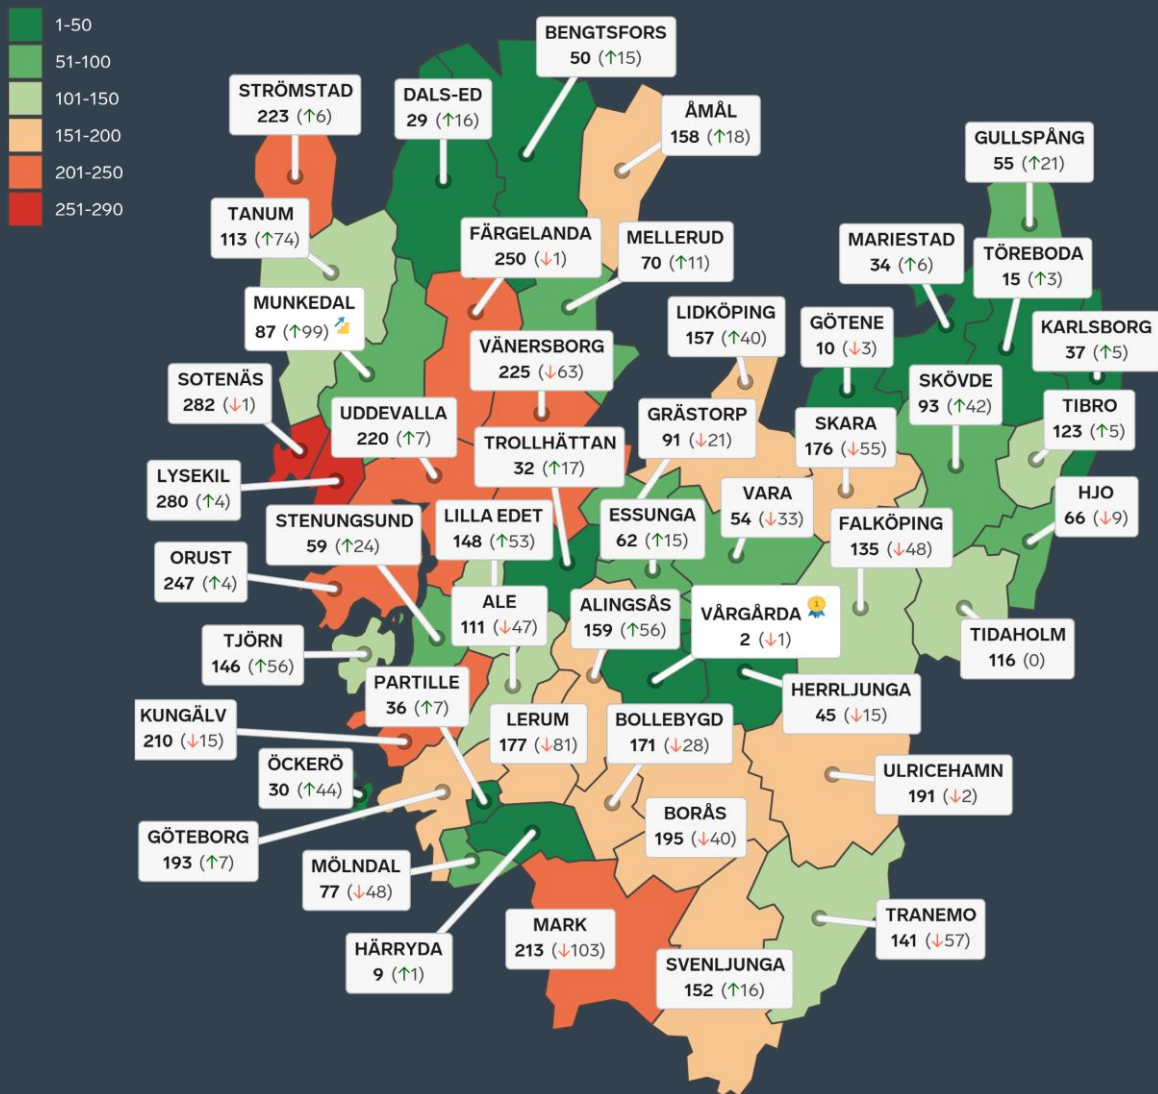 1-50
51-100
101-150
151-200
201-250
251-290
BENGTSFORS
50 (↑15)
STRÖMSTAD
223 (↑6)
DALS-ED
29 (↑16)
ÅMÅL
158 (↑18)
GULLSPÅNG
55 (↑21)
TANUM
113 (↑74)
FÄRGELANDA
250 (↓1)
MELLERUD
70 (↑11)
MARIESTAD
34 (↑6)
TÖREBODA
15 (↑3)
MUNKEDAL
87 (↑99)
LIDKÖPING
157 (↑40)
GÖTENE
10 (↓3)
KARLSBORG
37 (↑5)
VÄNERSBORG
225 (↓63)
SOTENÄS
282 (↓1)
SKÖVDE
93 (↑42)
TIBRO
123 (↑5)
UDDEVALLA
220 (↑7)
GRÄSTORP
91 (↓21)
SKARA
176 (↓55)
TROLLHÄTTAN
32 (↑17)
LYSEKIL
280 (↑4)
VARA
54 (↓33)
HJO
66 (↓9)
STENUNGSUND
59 (↑24)
LILLA EDET
148 (↑53)
ESSUNGA
62 (↑15)
FALKÖPING
135 (↓48)
ORUST
247 (↑4)
ALE
111 (↓47)
ALINGSÅS
159 (↑56)
VÅRGÅRDA
1
2 (↓1)
TJÖRN
146 (↑56)
TIDAHOLM
116 (0)
PARTILLE
36 (↑7)
HERRLJUNGA
45 (↓15)
KUNGÄLV
210 (↓15)
LERUM
177 (↓81)
BOLLEBYGD
171 (↓28)
ÖCKERÖ
30 (↑44)
ULRICEHAMN
191 (↓2)
BORÅS
195 (↓40)
GÖTEBORG
193 (↑7)
MÖLNDAL
77 (↓48)
TRANEMO
141 (↓57)
MARK
213 (↓103)
HÄRRYDA
9 (↑1)
SVENLJUNGA
152 (↑16)